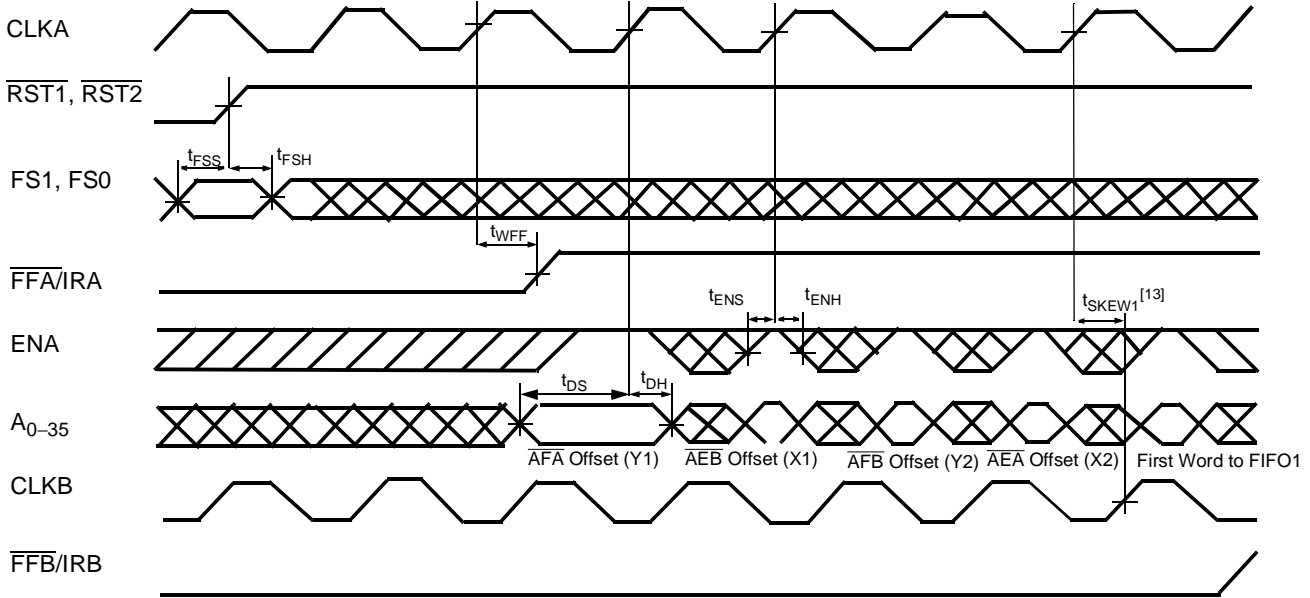 CLKA
RST1, RST2
tFSS tFSH
FS1, FS0
tWFF
FFA/IRA
tENS tENH tSKEW1[13]
ENA
tDS tDH
A0–35
AFA Offset (Y1) AEB Offset (X1) AFB Offset (Y2) AEA Offset (X2) First Word to FIFO1
CLKB
FFB/IRB